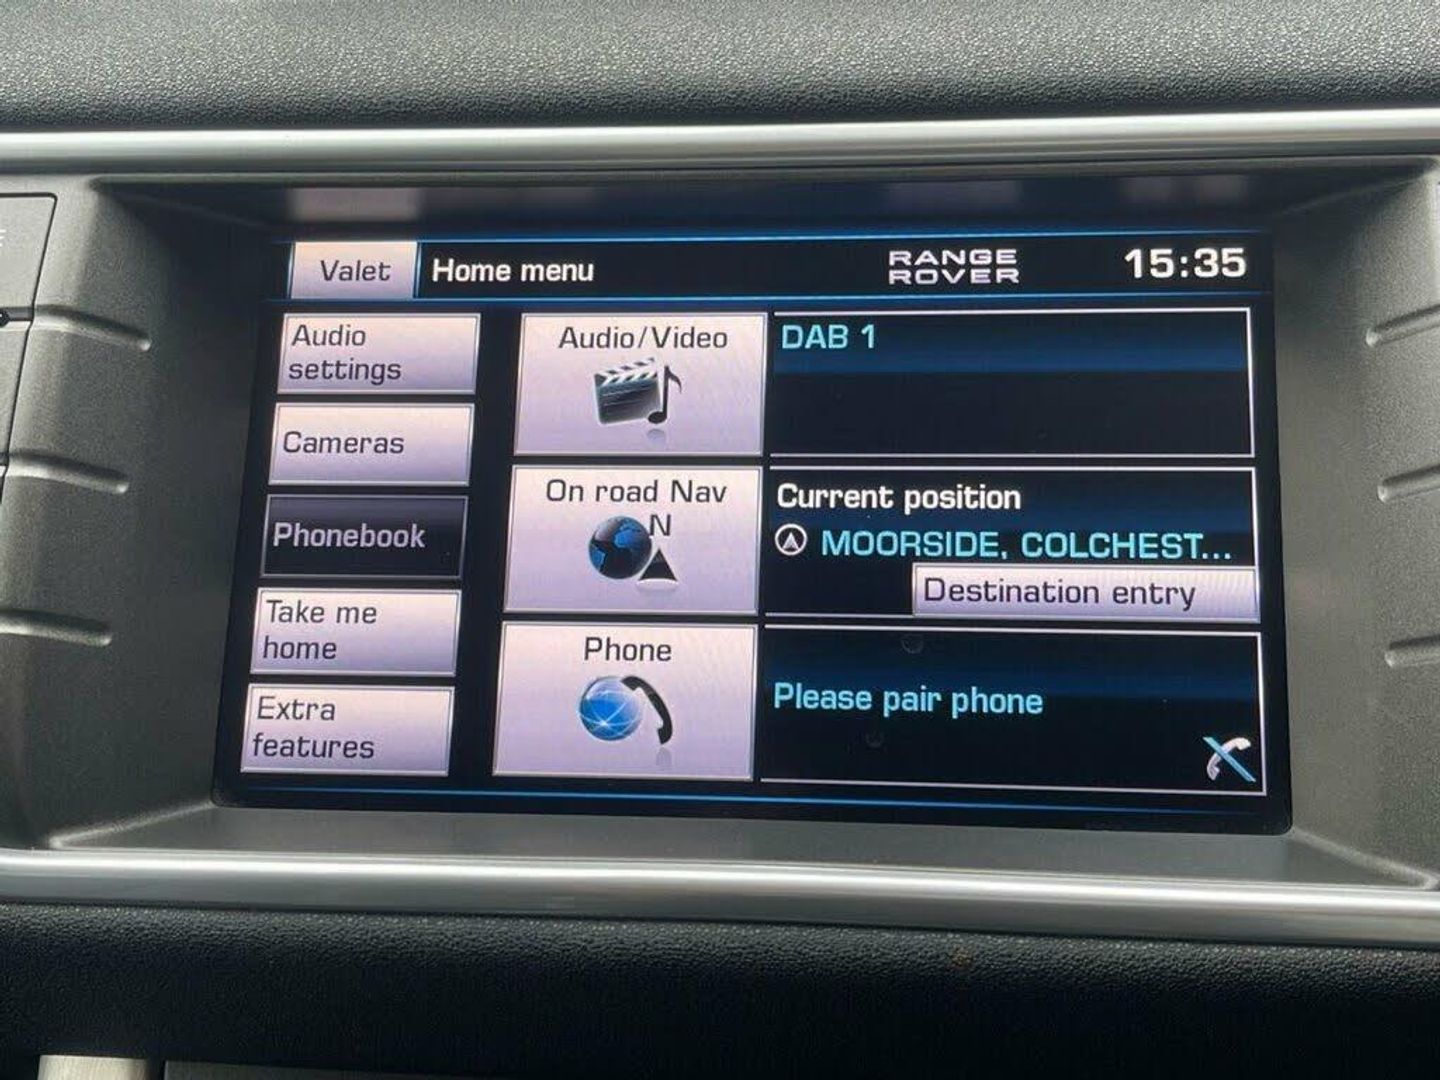 Valet
Home menu
RANGE
ROVER
15:35
Audio
settings
Cameras
Phonebook
Take me
home
Extra
features
Audio/Video
DAB 1
On road Nav
N
Current position
MOORSIDE, COLCHEST...
Destination entry
Phone
Please pair phone